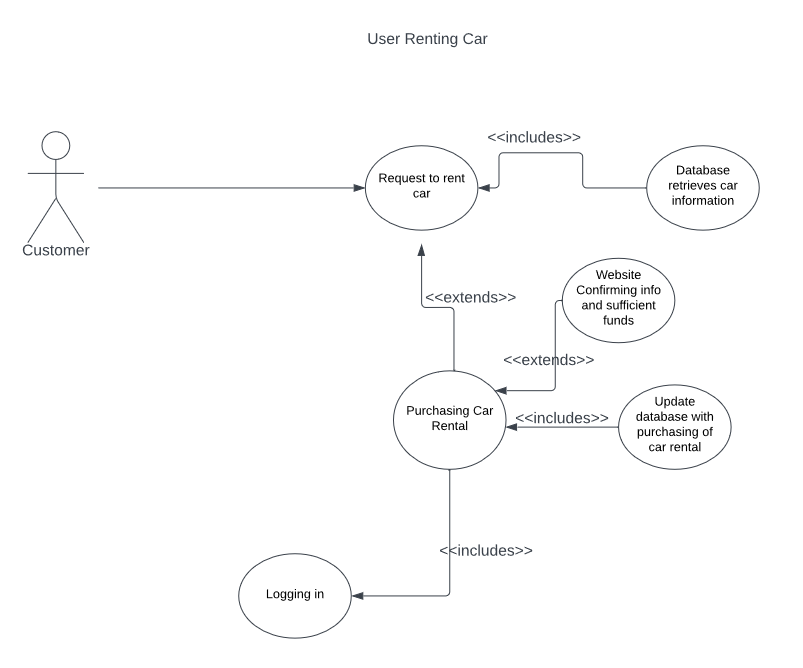 User Renting Car
<<includes>>
Request to rent
car
Database
retrieves car
information
Customer
<<extends>>
Website
Confirming info
and sufficient
funds
<<extends>>
Purchasing Car
Rental
<<includes>>
Update
database with
purchasing of
car rental
<<includes>>
Logging in